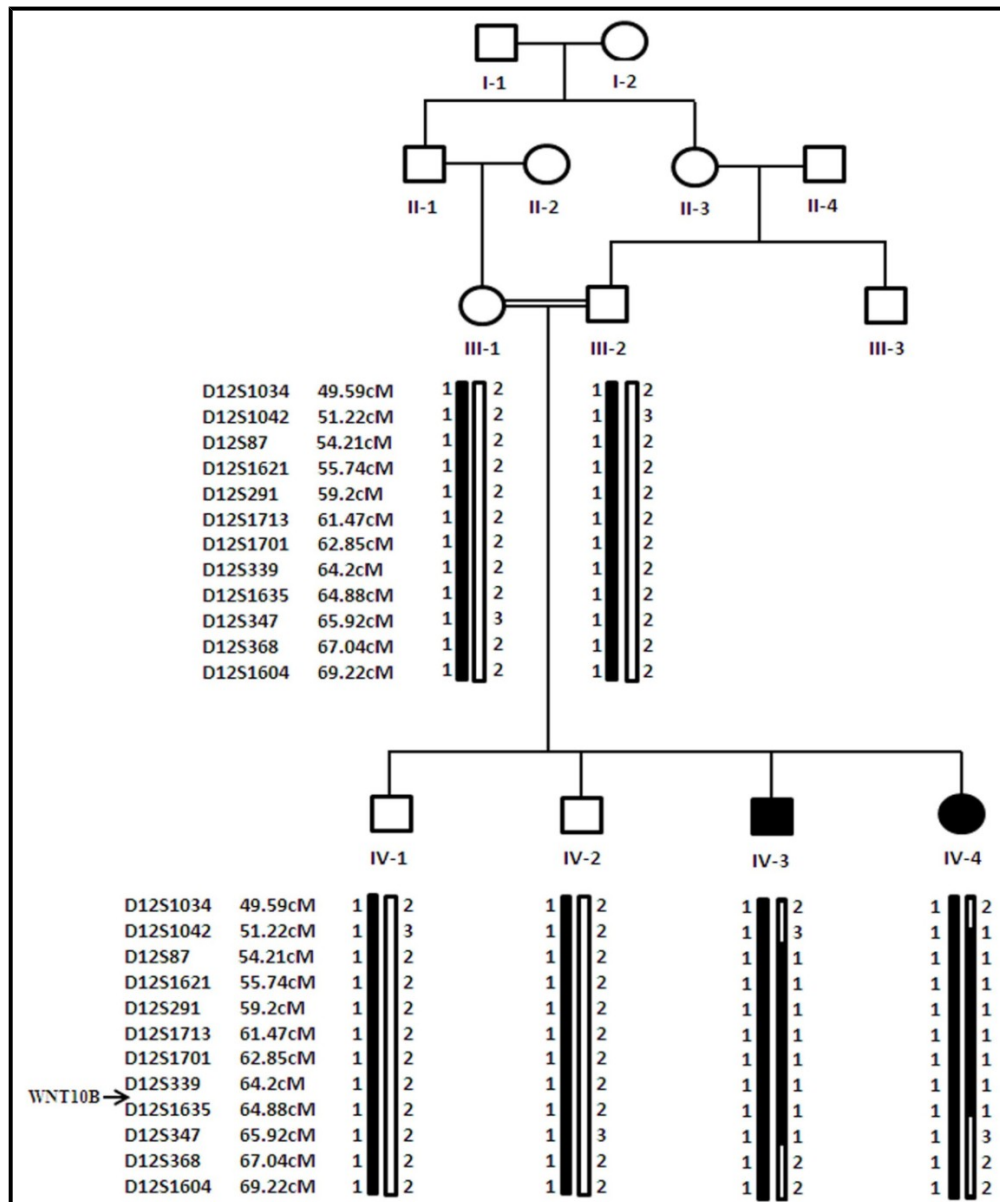 I-1 I-2
II-1 II-2 II-3 II-4
III-1 III-2 III-3
D12S1034 49.59cM 1 2 1 2
D12S1042 51.22cM 1 2 1 3
D12S87 54.21cM 1 2 1 2
D12S1621 55.74cM 1 2 1 2
D12S291 59.2cM 1 2 1 2
D12S1713 61.47cM 1 2 1 2
D12S1701 62.85cM 1 2 1 2
D12S339 64.2cM 1 2 1 2
D12S1635 64.88cM 1 2 1 2
D12S347 65.92cM 1 3 1 2
D12S368 67.04cM 1 2 1 2
D12S1604 69.22cM 1 2 1 2
IV-1 IV-2 IV-3 IV-4
D12S1034 49.59cM 1 2 1 2 1 2 1 2
D12S1042 51.22cM 1 3 1 2 1 3 1 1
D12S87 54.21cM 1 2 1 2 1 1 1 1
D12S1621 55.74cM 1 2 1 2 1 1 1 1
D12S291 59.2cM 1 2 1 2 1 1 1 1
D12S1713 61.47cM 1 2 1 2 1 1 1 1
D12S1701 62.85cM 1 2 1 2 1 1 1 1
D12S339 64.2cM 1 2 1 2 1 1 1 1
WNT10B
D12S1635 64.88cM 1 2 1 2 1 1 1 1
D12S347 65.92cM 1 2 1 3 1 1 1 3
D12S368 67.04cM 1 2 1 2 1 2 1 2
D12S1604 69.22cM 1 2 1 2 1 2 1 2